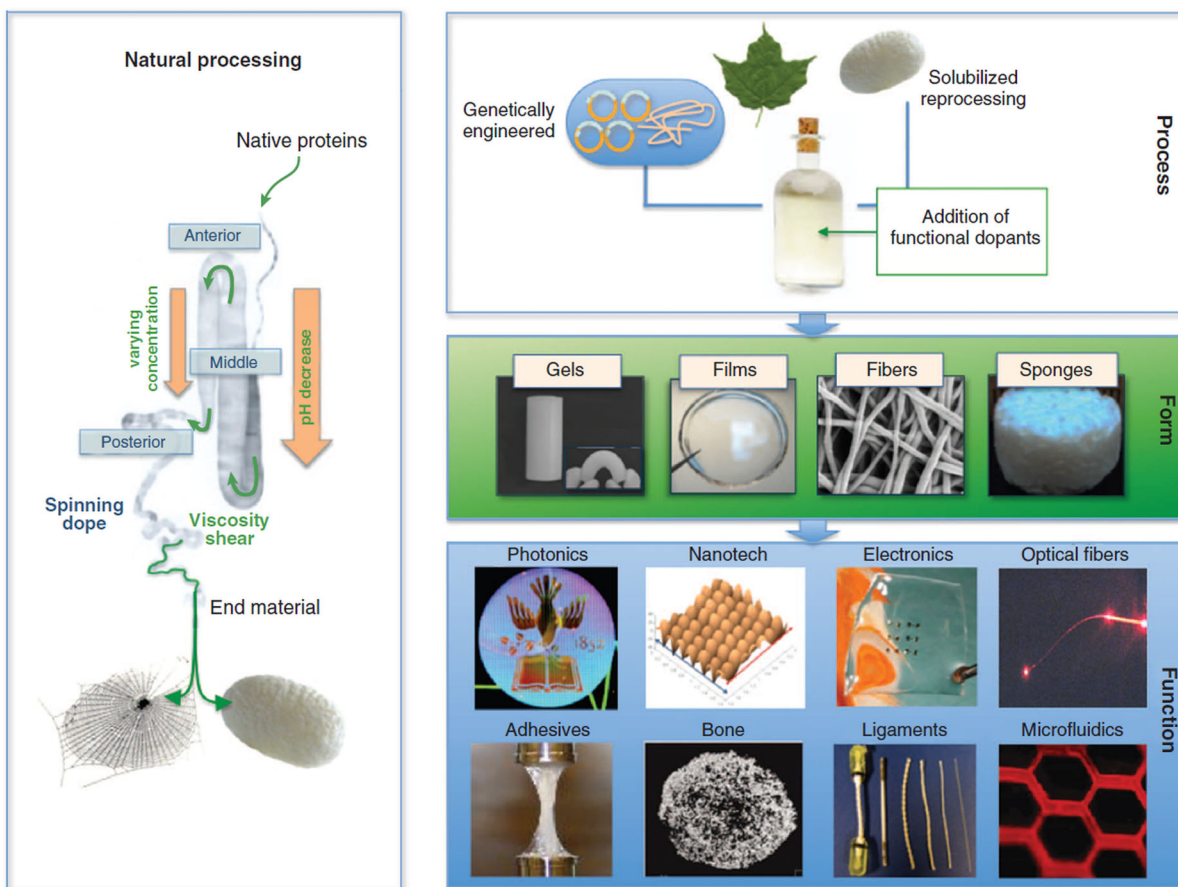 Natural processing
Native proteins
Anterior
varying
concentration
Middle
pH decrease
Posterior
Spinning
dope
Viscosity
shear
End material
Genetically
engineered
Solubilized
reprocessing
Addition of
functional dopants
Process
Gels
Films
Fibers
Sponges
Form
Photonics
Nanotech
Electronics
Optical fibers
1852
Adhesives
Bone
Ligaments
Microfluidics
Function